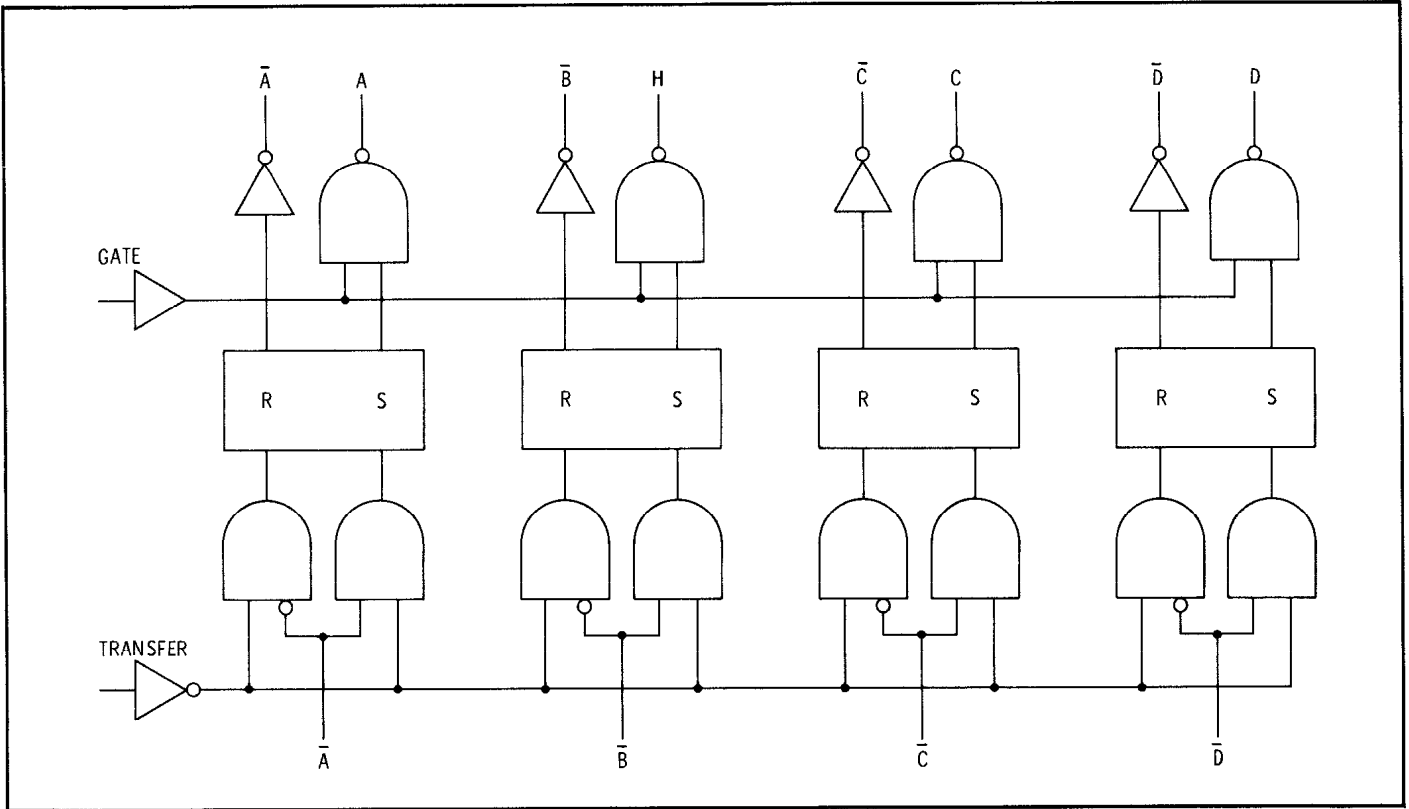 A̅ A B̅ H C̅ C D̅ D
GATE
R S R S R S R S
TRANSFER
A̅ B̅ C̅ D̅